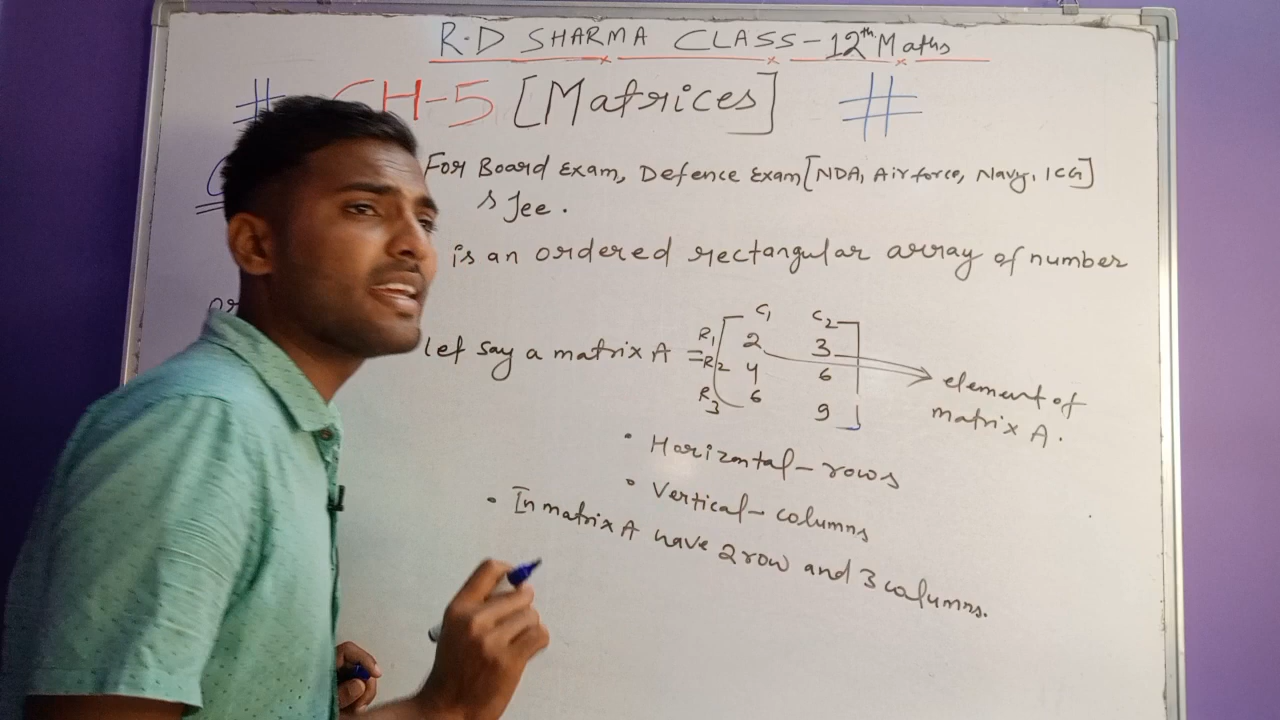 R.D SHARMA CLASS-12th Maths
# CH-5 [Matrices] #
For Board Exam, Defence Exam [NDA, Airforce, Navy, ICG]
Jee.
is an ordered rectangular array of number
or
let say a matrix A =
C1 C2
R1 2 3
R2 4 6
R3 6 9
element of
matrix A.
• Horizontal - rows
• Vertical - columns
• In matrix A have 2 row and 3 columns.